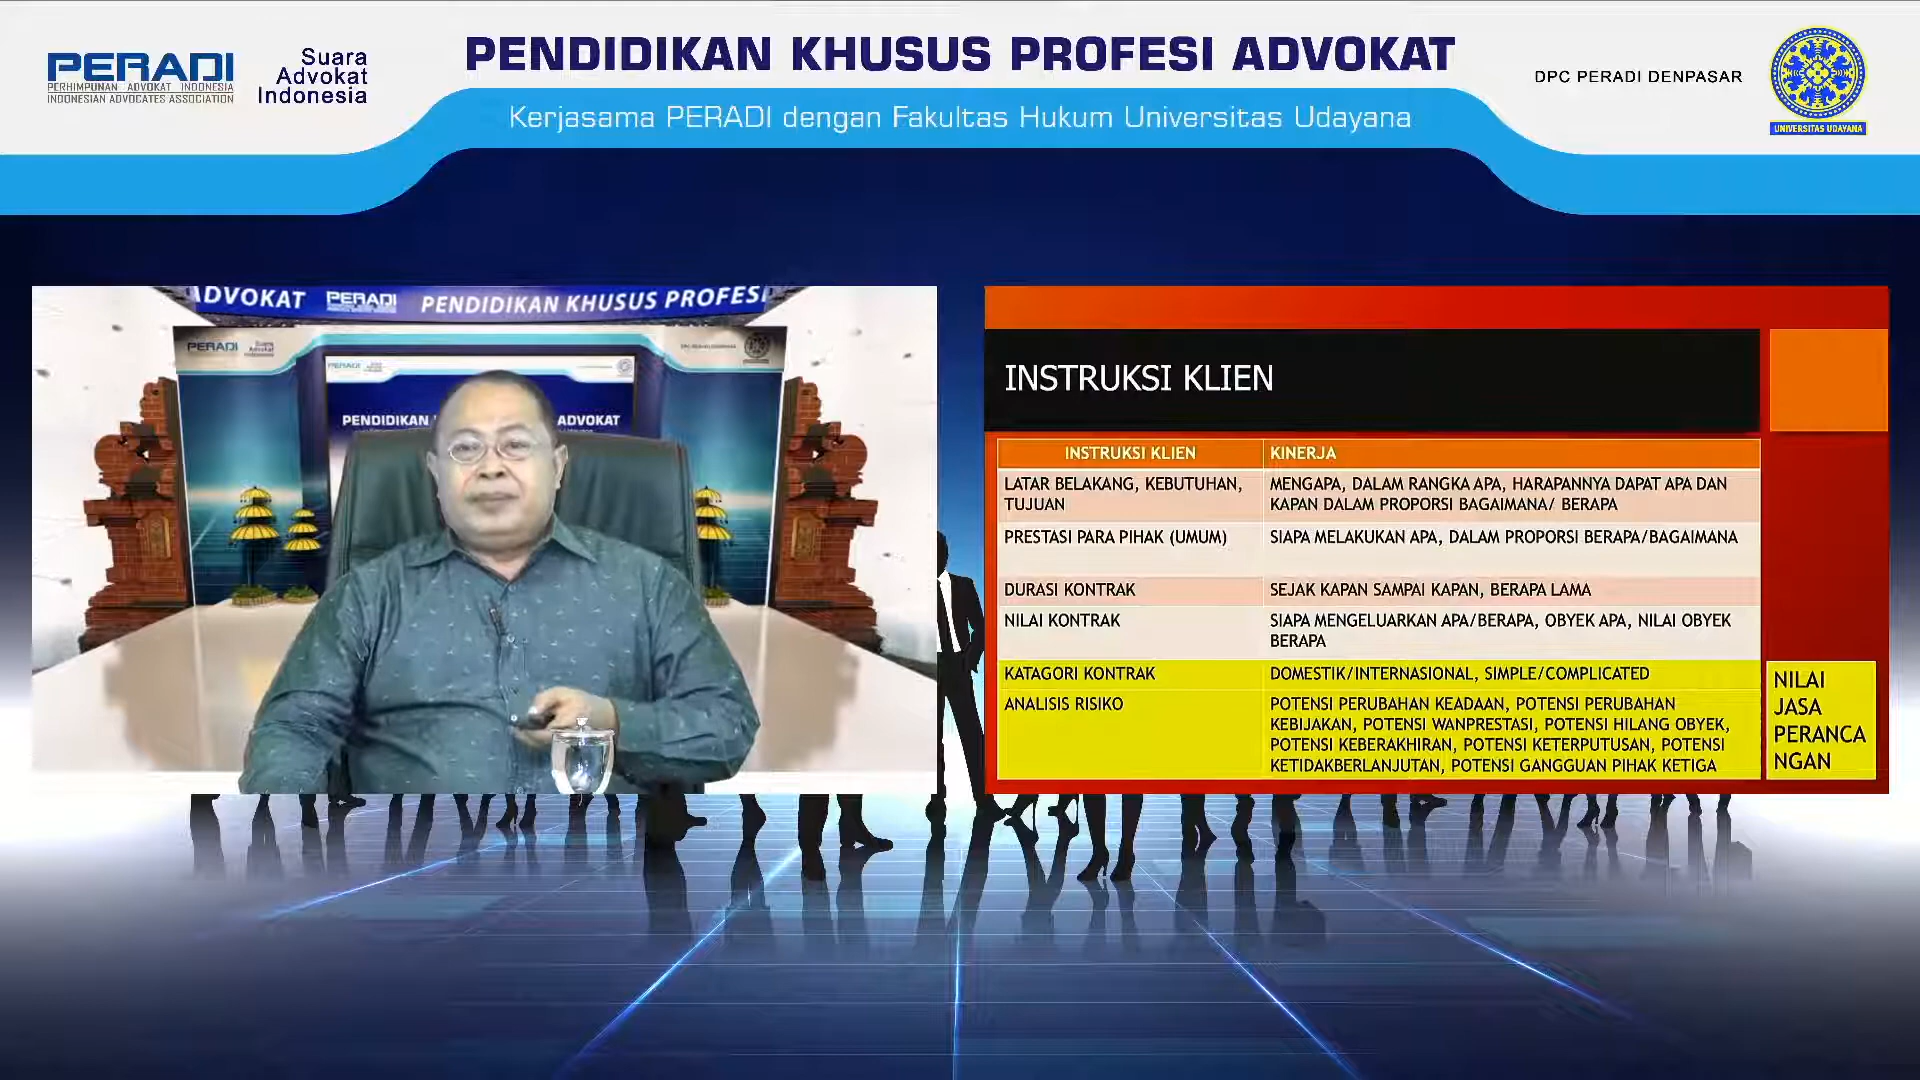 PERADI
PERHIMPUNAN ADVOKAT INDONESIA
INDONESIAN ADVOCATES ASSOCIATION
Suara
Advokat
Indonesia
PENDIDIKAN KHUSUS PROFESI ADVOKAT
Kerjasama PERADI dengan Fakultas Hukum Universitas Udayana
DPC PERADI DENPASAR
UNIVERSITAS UDAYANA
ADVOKAT PERADI PENDIDIKAN KHUSUS PROFESI
PERADI
Suara
Advokat
Indonesia
PERADI
PENDIDIKAN
ADVOKAT
INSTRUKSI KLIEN
INSTRUKSI KLIEN KINERJA
LATAR BELAKANG, KEBUTUHAN,
TUJUAN
MENGAPA, DALAM RANGKA APA, HARAPANNYA DAPAT APA DAN
KAPAN DALAM PROPORSI BAGAIMANA/ BERAPA
PRESTASI PARA PIHAK (UMUM) SIAPA MELAKUKAN APA, DALAM PROPORSI BERAPA/BAGAIMANA
DURASI KONTRAK SEJAK KAPAN SAMPAI KAPAN, BERAPA LAMA
NILAI KONTRAK SIAPA MENGELUARKAN APA/BERAPA, OBYEK APA, NILAI OBYEK
BERAPA
KATAGORI KONTRAK DOMESTIK/INTERNASIONAL, SIMPLE/COMPLICATED
ANALISIS RISIKO POTENSI PERUBAHAN KEADAAN, POTENSI PERUBAHAN
KEBIJAKAN, POTENSI WANPRESTASI, POTENSI HILANG OBYEK,
POTENSI KEBERAKHIRAN, POTENSI KETERPUTUSAN, POTENSI
KETIDAKBERLANJUTAN, POTENSI GANGGUAN PIHAK KETIGA
NILAI
JASA
PERANCA
NGAN